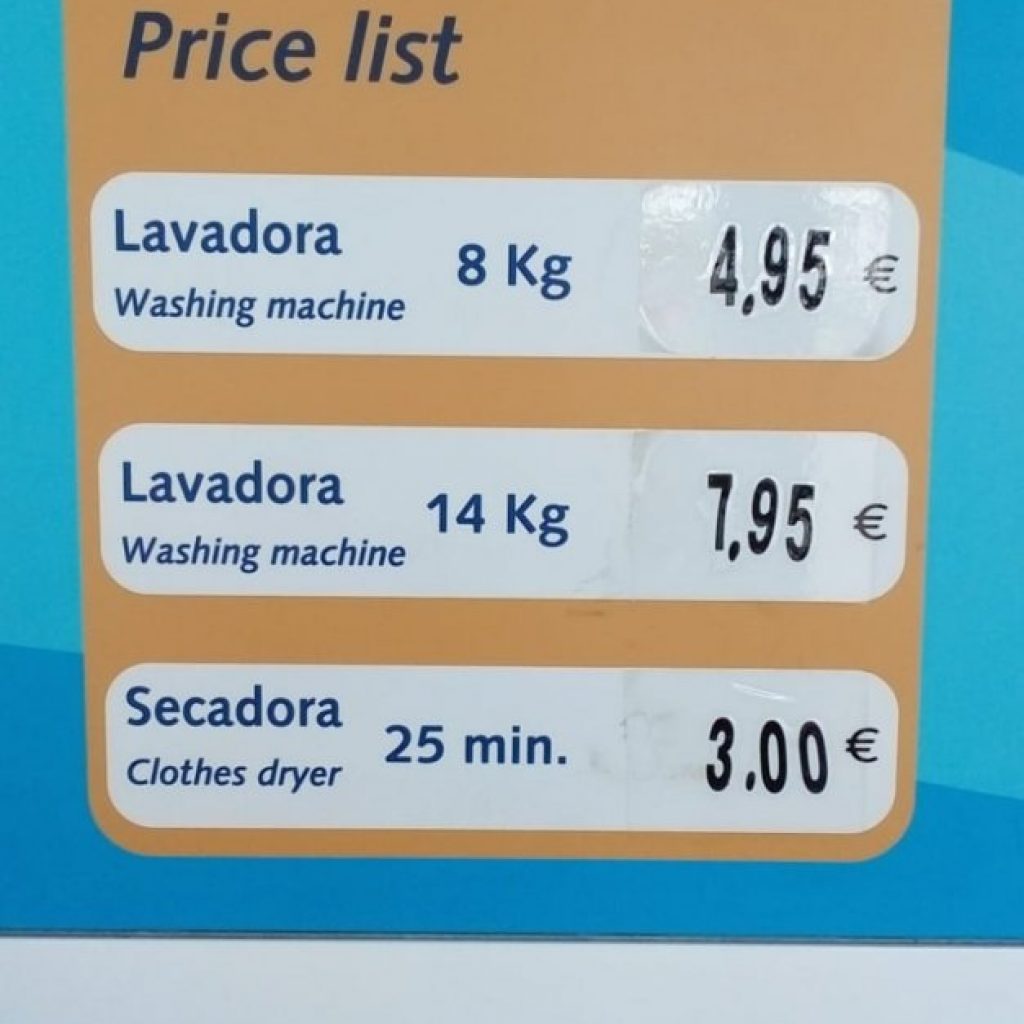 Price list
Lavadora 8 Kg 4,95 €
Washing machine
Lavadora 14 Kg 7,95 €
Washing machine
Secadora 25 min. 3.00 €
Clothes dryer